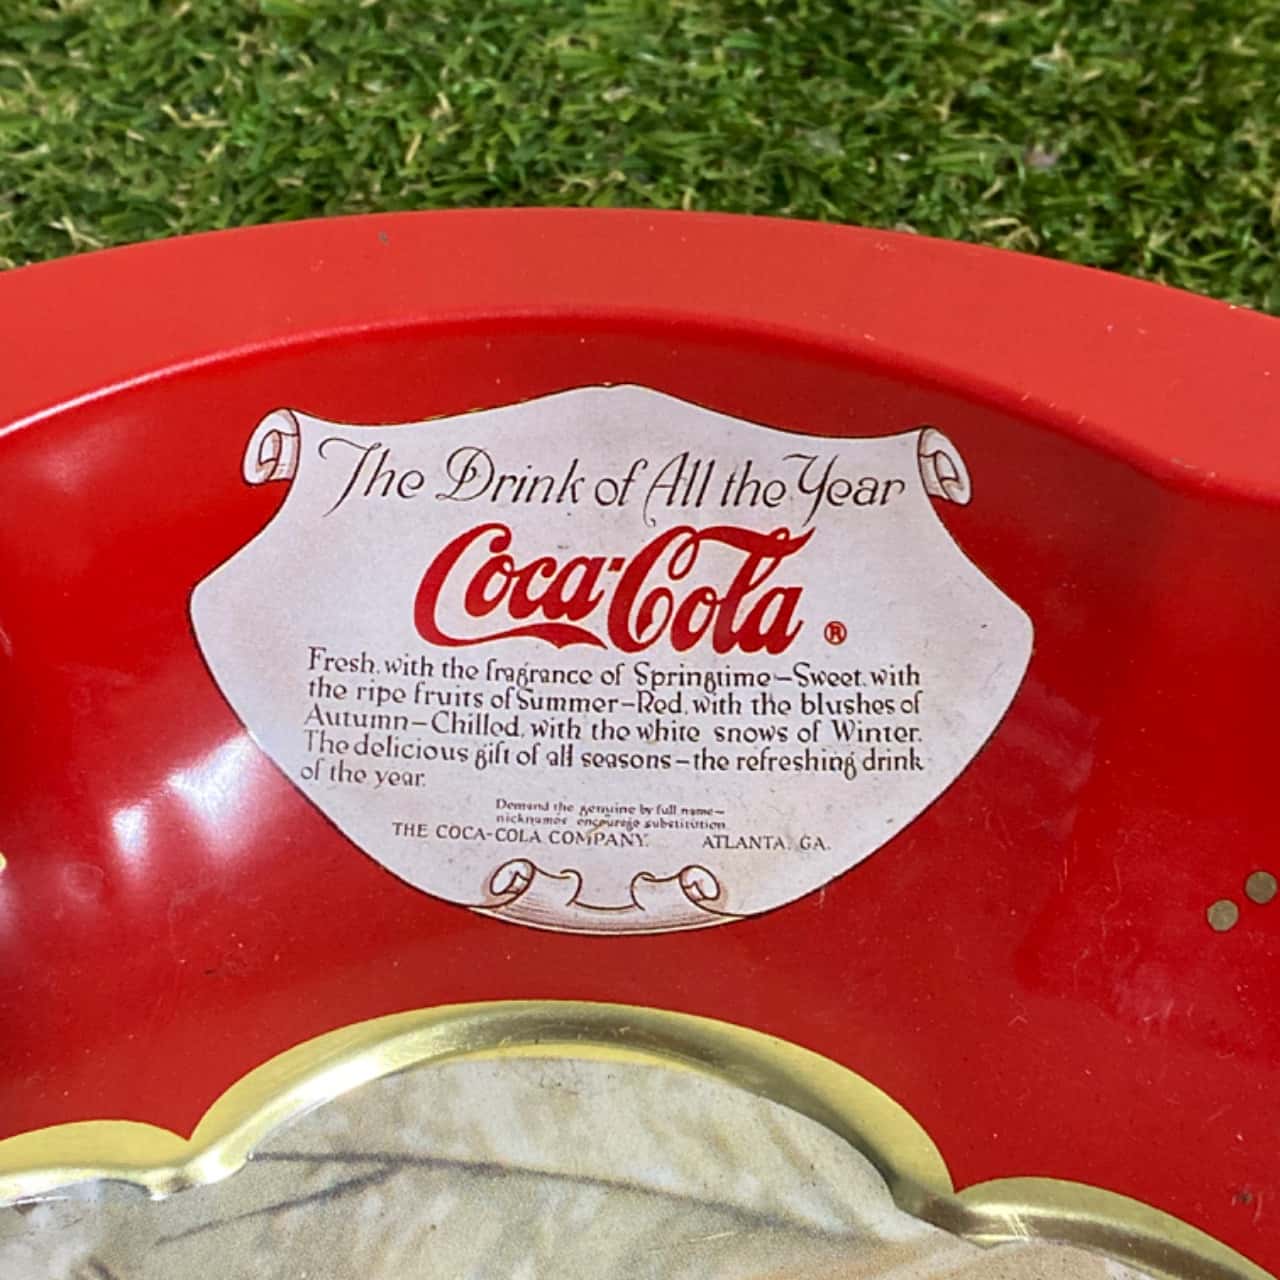 The Drink of All the Year
Coca-Cola ®
Fresh, with the fragrance of Springtime—Sweet, with
the ripe fruits of Summer—Red, with the blushes of
Autumn—Chilled, with the white snows of Winter.
The delicious gift of all seasons—the refreshing drink
of the year.
Demand the genuine by full name—
nicknames encourage substitution.
THE COCA-COLA COMPANY. ATLANTA, GA.